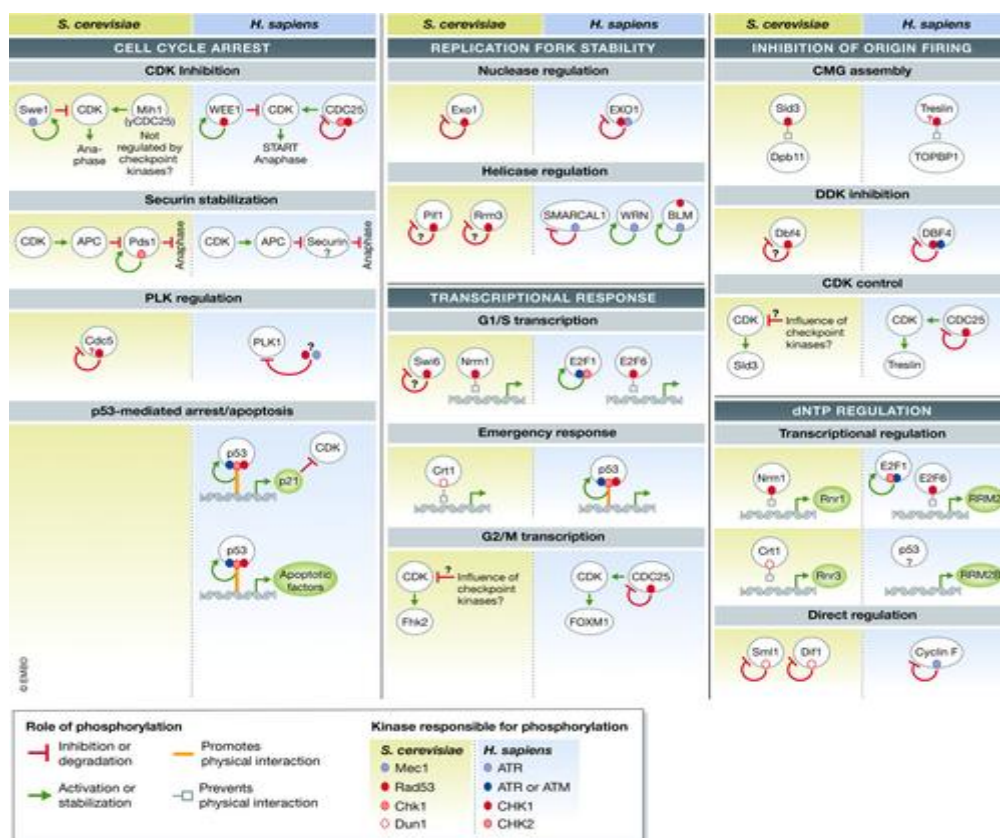 S. cerevisiae
H. sapiens
CELL CYCLE ARREST
CDK Inhibition
Swe1
CDK
Mih1
(yCDC25)
Ana-
phase
Not
regulated by
checkpoint
kinases?
WEE1
CDK
CDC25
START
Anaphase
Securin stabilization
CDK
APC
Pds1
Anaphase
CDK
APC
Securin
?
Anaphase
PLK regulation
Cdc5
?
PLK1
?
p53-mediated arrest/apoptosis
p53
CDK
p21
p53
Apoptotic
factors
© EMBO
S. cerevisiae
H. sapiens
REPLICATION FORK STABILITY
Nuclease regulation
Exo1
EXO1
Helicase regulation
Pif1
?
Rrm3
?
SMARCAL1
WRN
BLM
TRANSCRIPTIONAL RESPONSE
G1/S transcription
Swi6
?
Nrm1
E2F1
E2F6
Emergency response
Crt1
p53
G2/M transcription
CDK
?
Influence of
checkpoint
kinases?
Fhk2
CDK
CDC25
FOXM1
S. cerevisiae
H. sapiens
INHIBITION OF ORIGIN FIRING
CMG assembly
Sld3
Dpb11
Treslin
?
TOPBP1
DDK inhibition
Dbf4
?
DBF4
CDK control
CDK
?
Influence of
checkpoint
kinases?
Sld3
CDK
CDC25
Treslin
dNTP REGULATION
Transcriptional regulation
Nrm1
Rnr1
E2F1
E2F6
RRM2
Crt1
Rnr3
p53
?
RRM2B
Direct regulation
Sml1
Dif1
Cyclin F
Role of phosphorylation
Inhibition or
degradation
Promotes
physical interaction
Activation or
stabilization
Prevents
physical interaction
Kinase responsible for phosphorylation
S. cerevisiae
H. sapiens
Mec1
ATR
Rad53
ATR or ATM
Chk1
CHK1
Dun1
CHK2